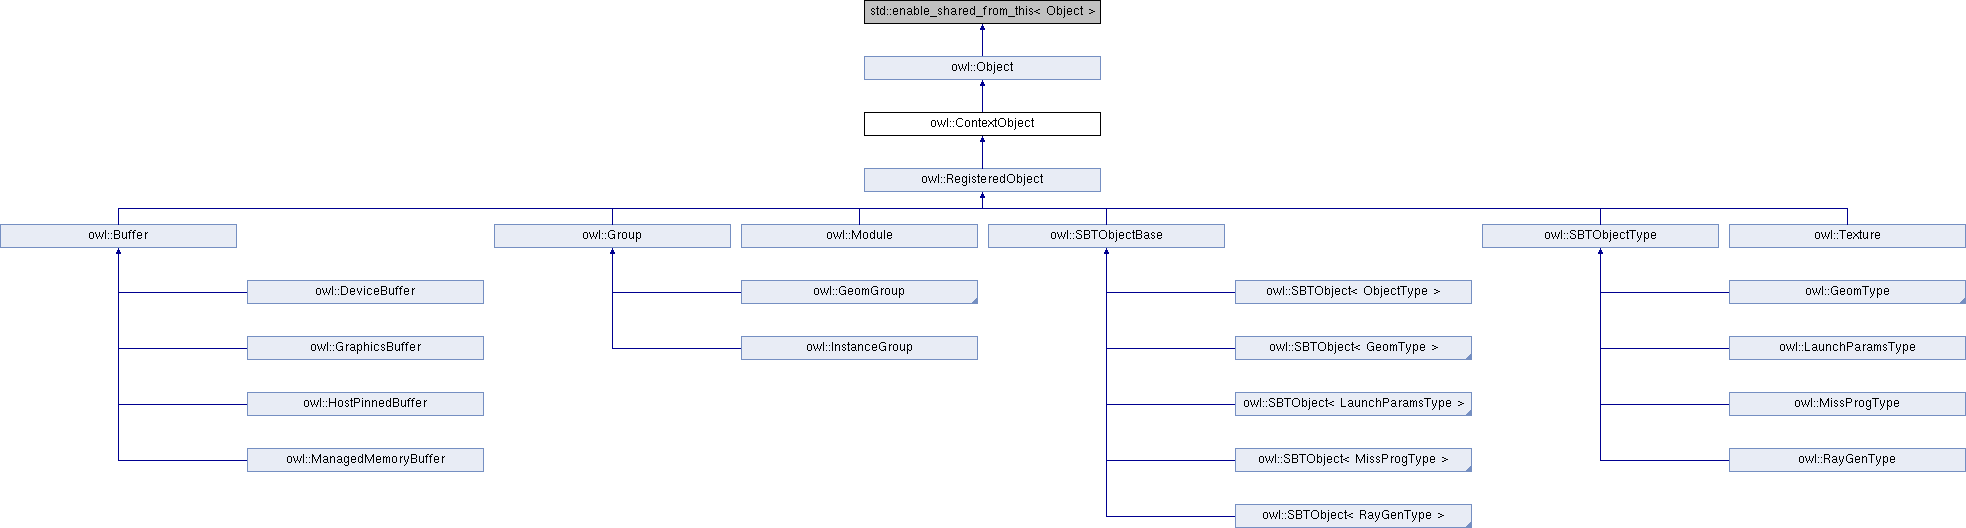 std::enable_shared_from_this< Object >
owl::Object
owl::ContextObject
owl::RegisteredObject
owl::Buffer
owl::Group
owl::Module
owl::SBTObjectBase
owl::SBTObjectType
owl::Texture
owl::DeviceBuffer
owl::GeomGroup
owl::SBTObject< ObjectType >
owl::GeomType
owl::GraphicsBuffer
owl::InstanceGroup
owl::SBTObject< GeomType >
owl::LaunchParamsType
owl::HostPinnedBuffer
owl::SBTObject< LaunchParamsType >
owl::MissProgType
owl::ManagedMemoryBuffer
owl::SBTObject< MissProgType >
owl::RayGenType
owl::SBTObject< RayGenType >